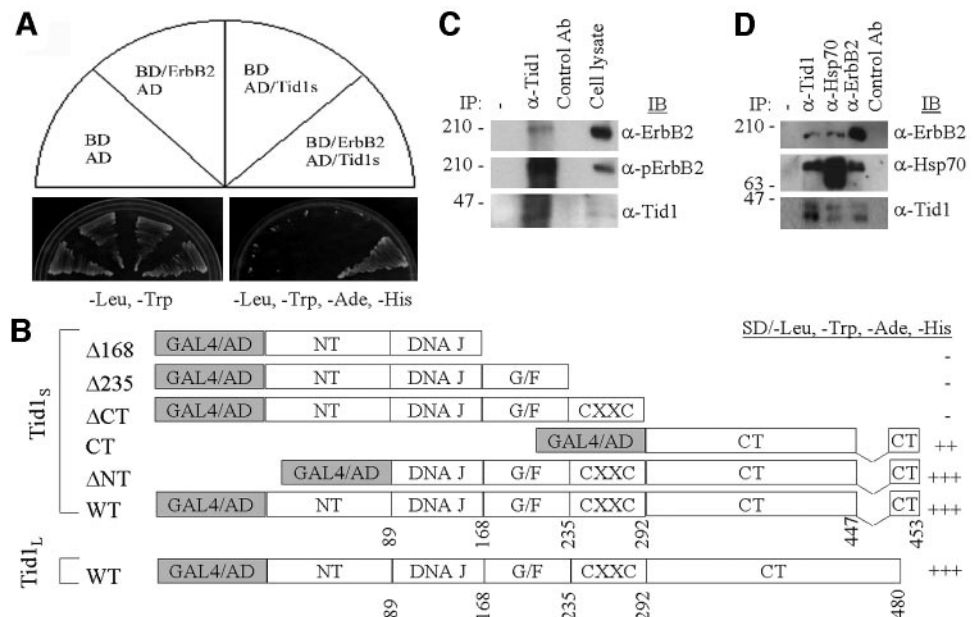 A
BD/ErbB2
AD
BD
AD/Tid1s
BD
AD
BD/ErbB2
AD/Tid1s
-Leu, -Trp
-Leu, -Trp, -Ade, -His
C
IP: - α-Tid1 Control Ab Cell lysate IB
210 - α-ErbB2
210 - α-pErbB2
47 - α-Tid1
D
IP: - α-Tid1 α-Hsp70 α-ErbB2 Control Ab IB
210 - α-ErbB2
63 - α-Hsp70
47 - α-Tid1
B
SD/-Leu, -Trp, -Ade, -His
Tid1S
Δ168 GAL4/AD NT DNA J -
Δ235 GAL4/AD NT DNA J G/F -
ΔCT GAL4/AD NT DNA J G/F CXXC -
CT GAL4/AD CT CT ++
ΔNT GAL4/AD DNA J G/F CXXC CT CT +++
WT GAL4/AD NT DNA J G/F CXXC CT CT +++
89 168 235 292 447 453
Tid1L
WT GAL4/AD NT DNA J G/F CXXC CT +++
89 168 235 292 480